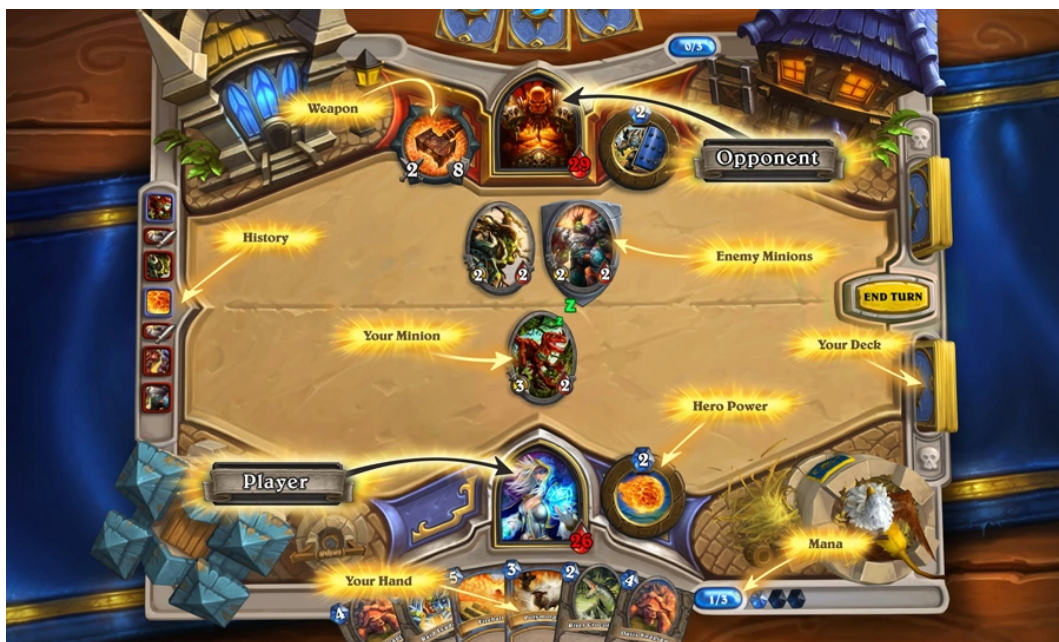 0/3
Weapon
2
2 8
29
Opponent
History
2 2
2 2
Enemy Minions
END TURN
Z
z
Your Minion
Your Deck
3 2
Hero Power
2
Player
26
Mana
Your Hand
4
5
3
2
4
1/3